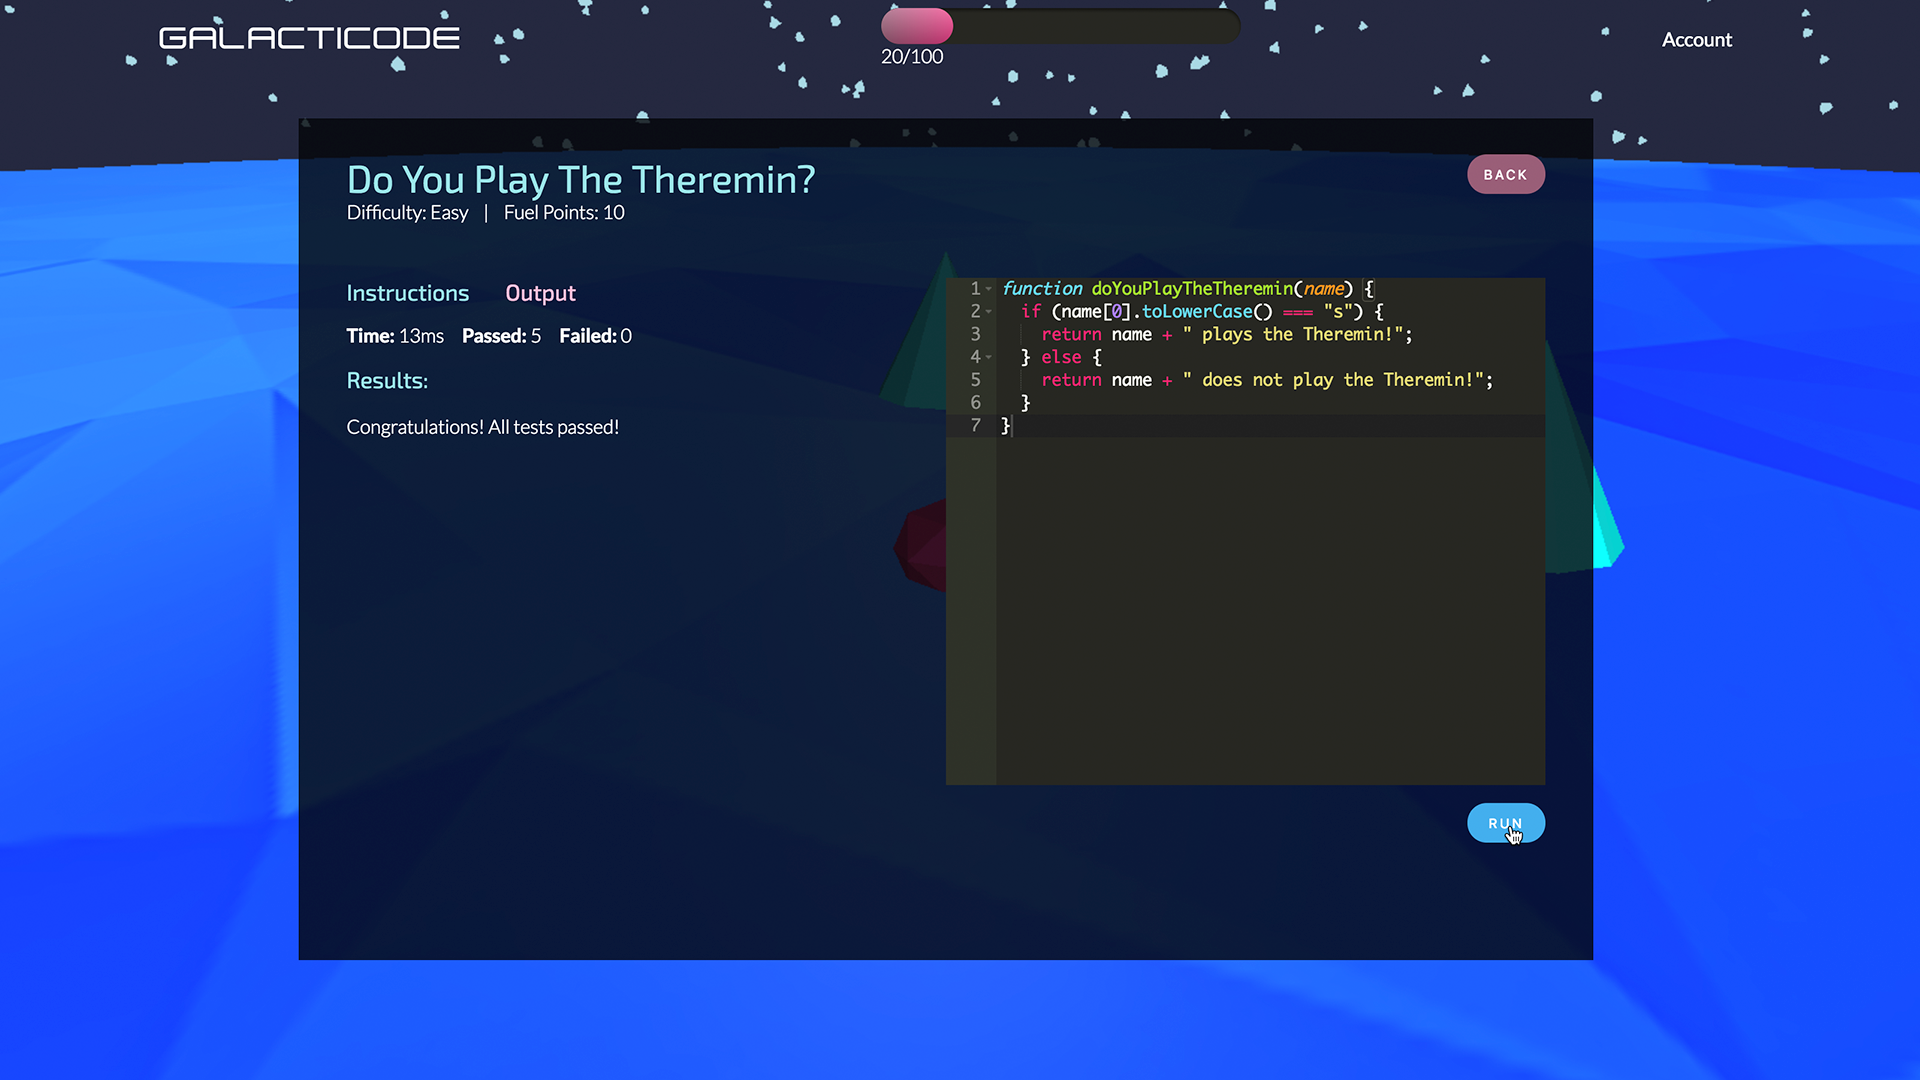 GALACTICODE
20/100
Account
Do You Play The Theremin?
Difficulty: Easy | Fuel Points: 10
BACK
Instructions Output
Time: 13ms Passed: 5 Failed: 0
Results:
Congratulations! All tests passed!
1 function doYouPlayTheTheremin(name) {
2 if (name[0].toLowerCase() === "s") {
3 return name + " plays the Theremin!";
4 } else {
5 return name + " does not play the Theremin!";
6 }
7 }
RUN